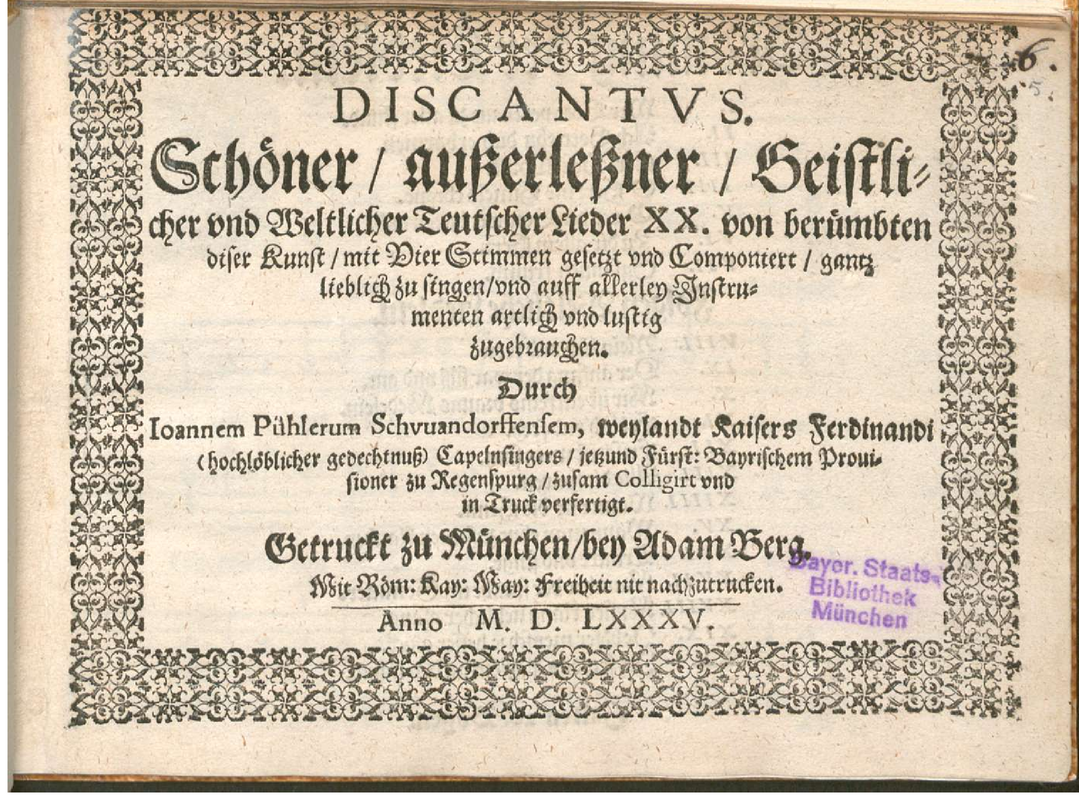 6.
5.
DISCANTVS.
Schöner / außerleßner / Geistli-
cher vnd Weltlicher Teutscher Lieder XX. von berümbten
diser Kunst / mit Vier Stimmen gesetzt vnd Componiert / gantz
lieblich zu singen/vnd auff allerley Instru-
menten artlich vnd lustig
zugebrauchen.
Durch
Ioannem Pühlerum Schvuandorffensem, weylandt Kaisers Ferdinandi
(hochlöblicher gedechtnuß) Capelnsingers / jetzund Fürst: Bayrischem Proui-
sioner zu Regenspurg / zusam Colligirt vnd
in Truck verfertigt.
Getruckt zu München/bey Adam Berg.
Mit Röm: Kay: May: Freiheit nit nachzutrucken.
Anno M. D. LXXXV.
Bayer. Staats-
Bibliothek
München